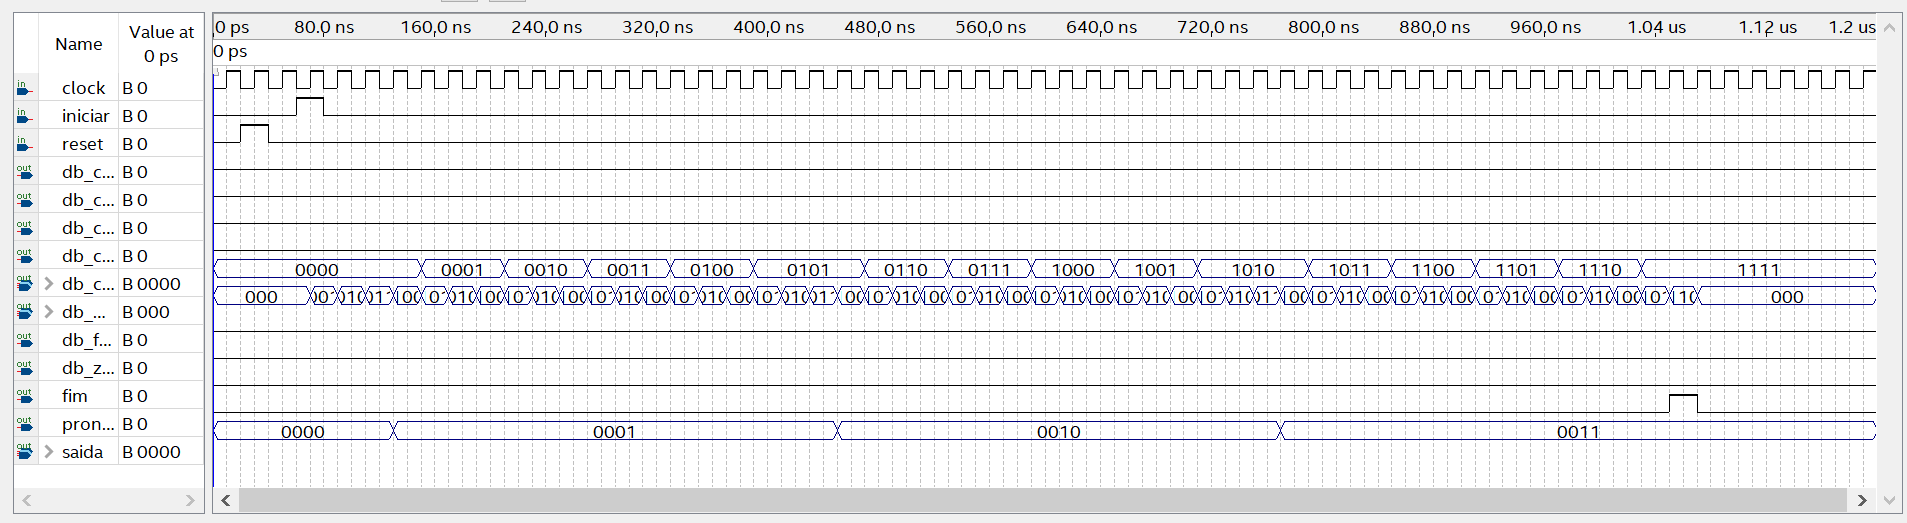 Name
Value at
0 ps
0 ps 80.0 ns 160,0 ns 240,0 ns 320,0 ns 400,0 ns 480,0 ns 560,0 ns 640,0 ns 720,0 ns 800,0 ns 880,0 ns 960,0 ns 1.04 us 1.12 us 1.2 us
0 ps
clock B 0
iniciar B 0
reset B 0
db_c... B 0
db_c... B 0
db_c... B 0
db_c... B 0
0000 0001 0010 0011 0100 0101 0110 0111 1000 1001 1010 1011 1100 1101 1110 1111
db_c... B 0000
000 000
db_... B 000
db_f... B 0
db_z... B 0
fim B 0
pron... B 0
0000 0001 0010 0011
saida B 0000